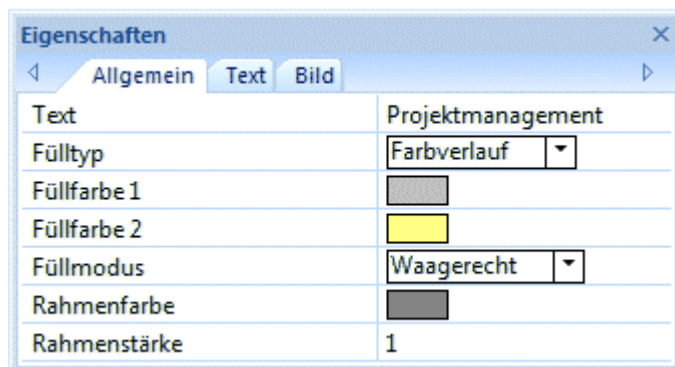 Eigenschaften
Allgemein Text Bild
Text Projektmanagement
Fülltyp Farbverlauf
Füllfarbe 1
Füllfarbe 2
Füllmodus Waagerecht
Rahmenfarbe
Rahmenstärke 1